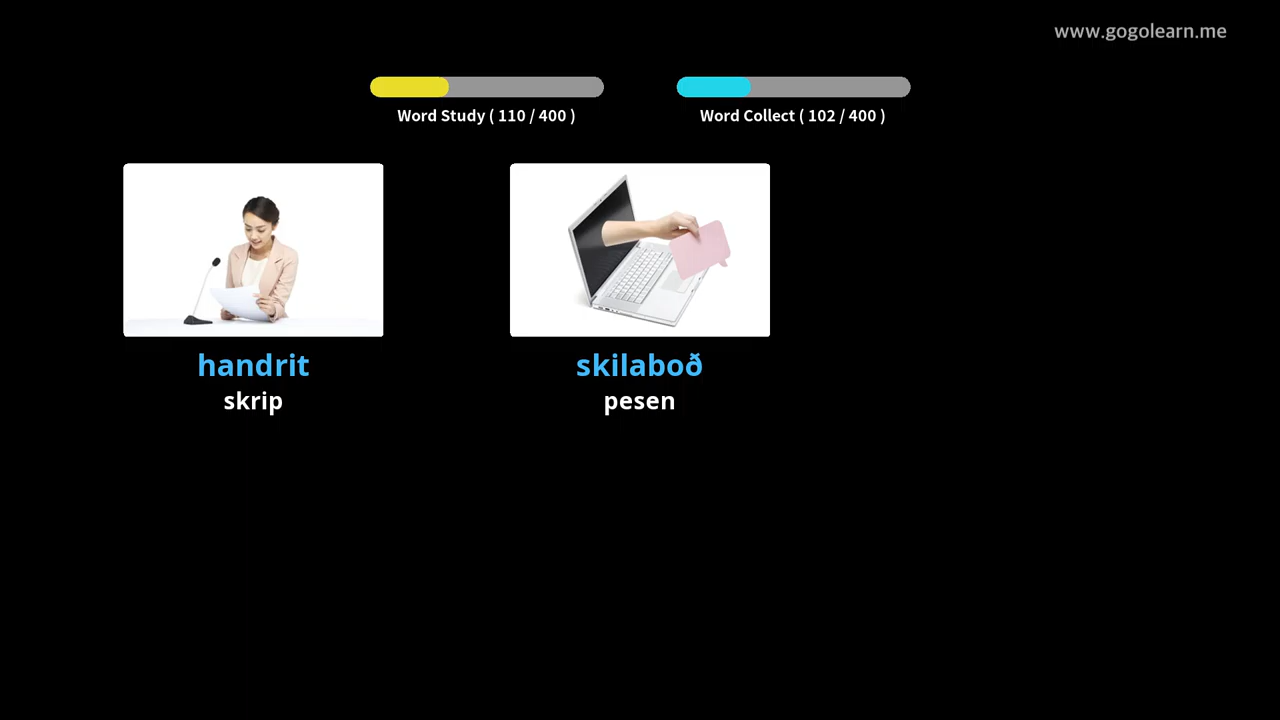 www.gogolearn.me
Word Study ( 110 / 400 )
Word Collect ( 102 / 400 )
handrit
skrip
skilaboð
pesen